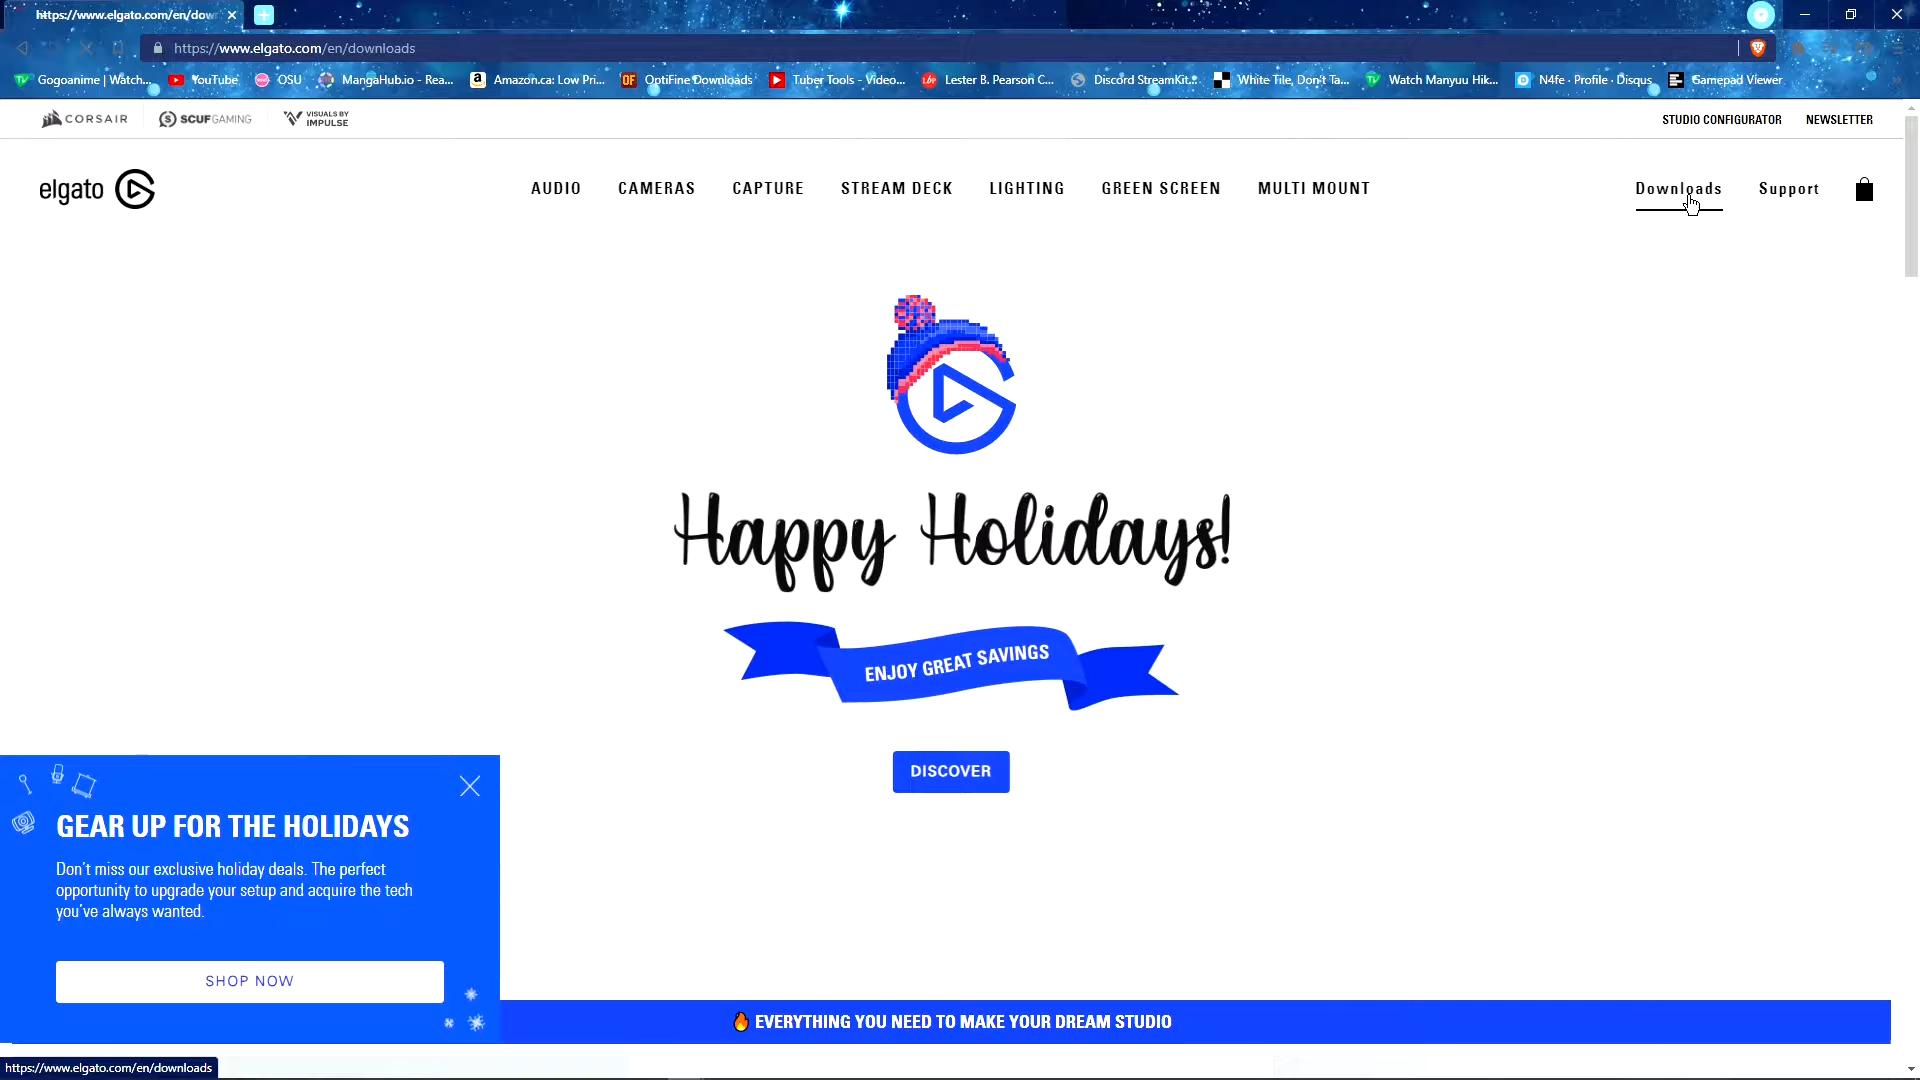 https://www.elgato.com/en/dow
https://www.elgato.com/en/downloads
Gogoanime | Watch...
YouTube
OSU
MangaHub.io - Rea...
Amazon.ca: Low Pri...
OptiFine Downloads
Tuber Tools - Video...
Lester B. Pearson C...
Discord StreamKit...
White Tile, Don't Ta...
Watch Manyuu Hik...
N4fe · Profile · Disqus
Gamepad Viewer
CORSAIR
SCUF GAMING
VISUALS BY
IMPULSE
STUDIO CONFIGURATOR
NEWSLETTER
elgato
AUDIO
CAMERAS
CAPTURE
STREAM DECK
LIGHTING
GREEN SCREEN
MULTI MOUNT
Downloads
Support
Happy Holidays!
ENJOY GREAT SAVINGS
DISCOVER
GEAR UP FOR THE HOLIDAYS
Don't miss our exclusive holiday deals. The perfect
opportunity to upgrade your setup and acquire the tech
you've always wanted.
SHOP NOW
🔥 EVERYTHING YOU NEED TO MAKE YOUR DREAM STUDIO
https://www.elgato.com/en/downloads